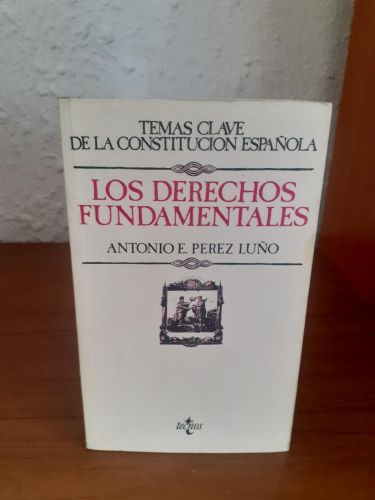 TEMAS CLAVE
DE LA CONSTITUCION ESPAÑOLA
LOS DERECHOS
FUNDAMENTALES
ANTONIO E. PEREZ LUÑO
tecnos